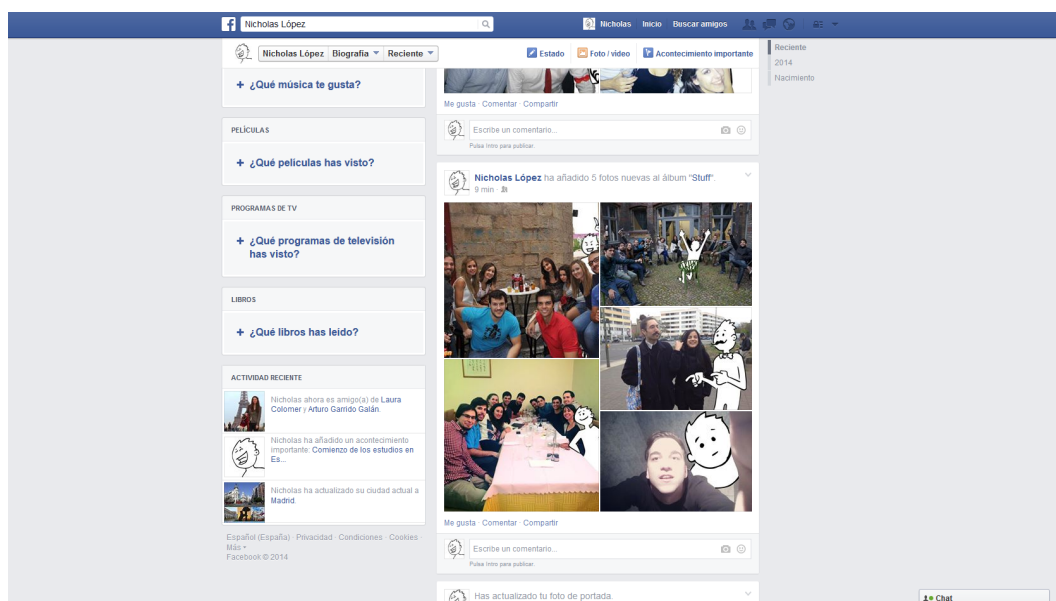 Nicholas López
Nicholas Inicio Buscar amigos
Nicholas López Biografía Reciente
Estado Foto / vídeo Acontecimiento importante
Reciente
2014
Nacimiento
+ ¿Qué música te gusta?
PELÍCULAS
+ ¿Qué películas has visto?
PROGRAMAS DE TV
+ ¿Qué programas de televisión
has visto?
LIBROS
+ ¿Qué libros has leído?
ACTIVIDAD RECIENTE
Nicholas ahora es amigo(a) de Laura
Colomer y Arturo Garrido Galán.
Nicholas ha añadido un acontecimiento
importante: Comienzo de los estudios en
Es...
Nicholas ha actualizado su ciudad actual a
Madrid.
Español (España) · Privacidad · Condiciones · Cookies ·
Más
Facebook © 2014
Me gusta · Comentar · Compartir
Escribe un comentario...
Pulsa Intro para publicar.
Nicholas López ha añadido 5 fotos nuevas al álbum "Stuff".
9 min ·
Me gusta · Comentar · Compartir
Escribe un comentario...
Pulsa Intro para publicar.
Has actualizado tu foto de portada.
Chat